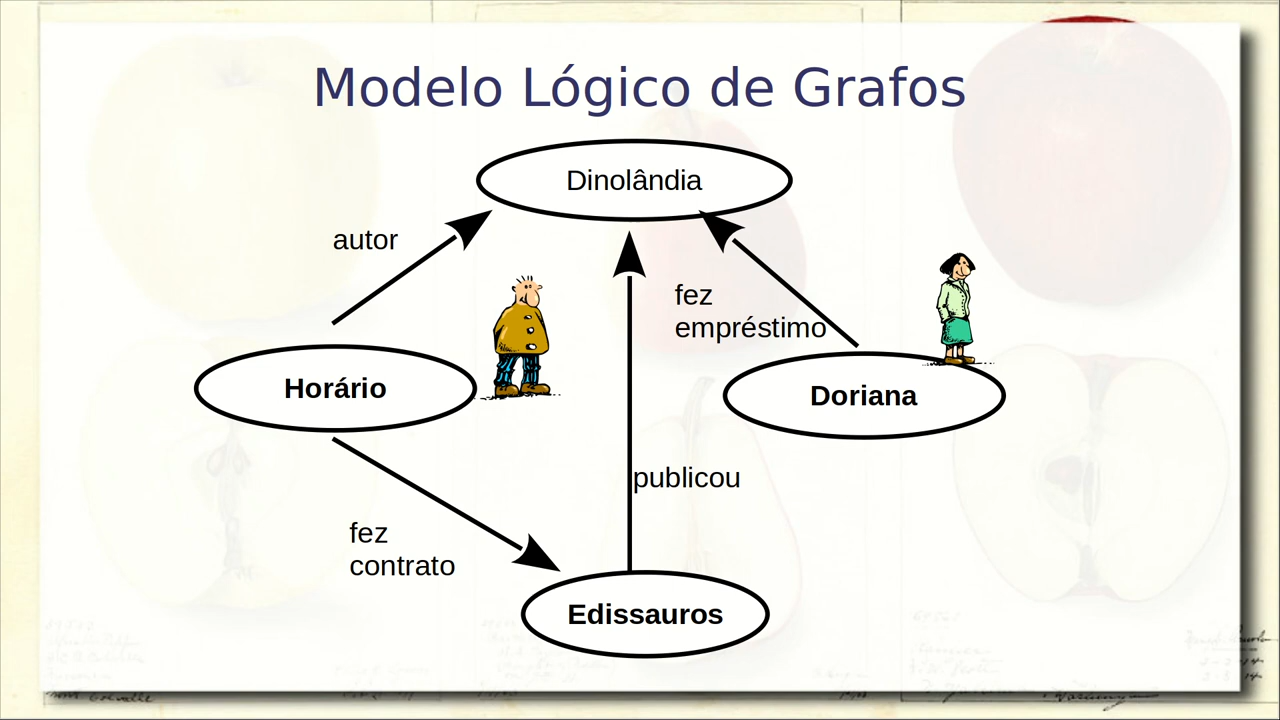 Modelo Lógico de Grafos
Dinolândia
autor
fez
empréstimo
Horário
Doriana
publicou
fez
contrato
Edissauros